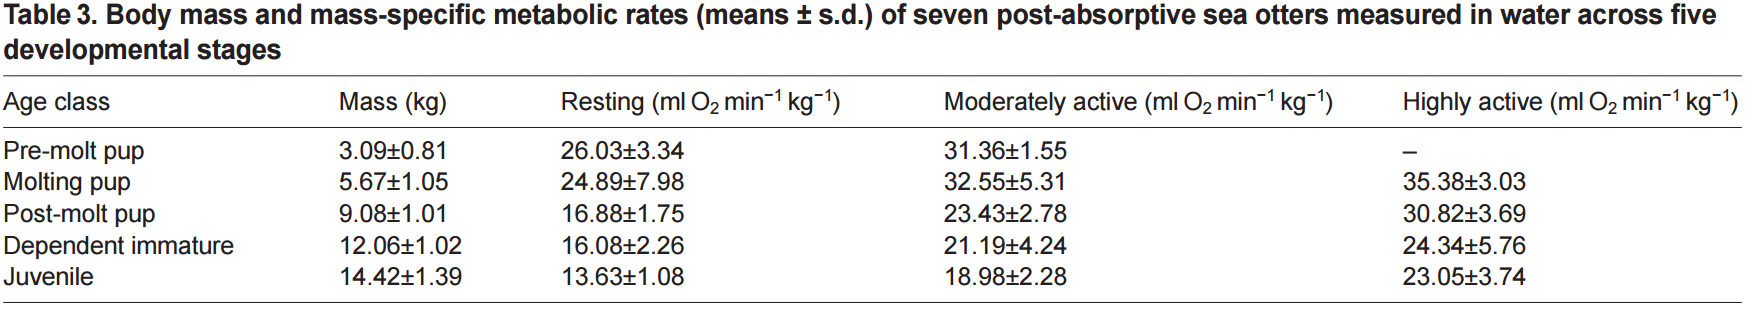 Table 3. Body mass and mass-specific metabolic rates (means ± s.d.) of seven post-absorptive sea otters measured in water across five
developmental stages
Age class Mass (kg) Resting (ml O₂ min⁻¹ kg⁻¹) Moderately active (ml O₂ min⁻¹ kg⁻¹) Highly active (ml O₂ min⁻¹ kg⁻¹)
Pre-molt pup 3.09±0.81 26.03±3.34 31.36±1.55 –
Molting pup 5.67±1.05 24.89±7.98 32.55±5.31 35.38±3.03
Post-molt pup 9.08±1.01 16.88±1.75 23.43±2.78 30.82±3.69
Dependent immature 12.06±1.02 16.08±2.26 21.19±4.24 24.34±5.76
Juvenile 14.42±1.39 13.63±1.08 18.98±2.28 23.05±3.74